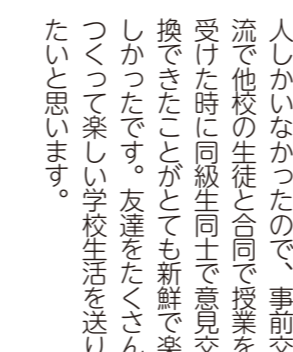 人しかいなかったので、事前交
流で他校の生徒と合同で授業を
受けた時に同級生同士で意見交
換できたことがとても新鮮で楽
しかったです。友達をたくさん
つくって楽しい学校生活を送り
たいと思います。